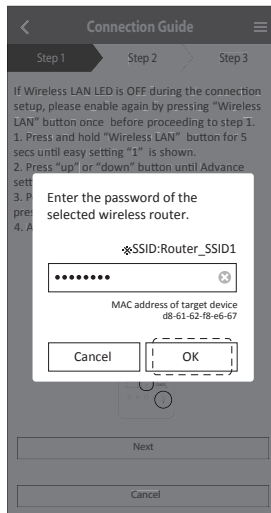 Connection Guide
Step 1
Step 2
Step 3
If Wireless LAN LED is OFF during the connection
setup, please enable again by pressing "Wireless
LAN" button once before proceeding to step 1.
1. Press and hold "Wireless LAN" button for 5
secs until easy setting "1" is shown.
2. Press "up" or "down" button until Advance
sett
3. P
pres
4. A
Enter the password of the
selected wireless router.
※SSID:Router_SSID1
••••••••
MAC address of target device
d8-61-62-f8-e6-67
Cancel
OK
Next
Cancel